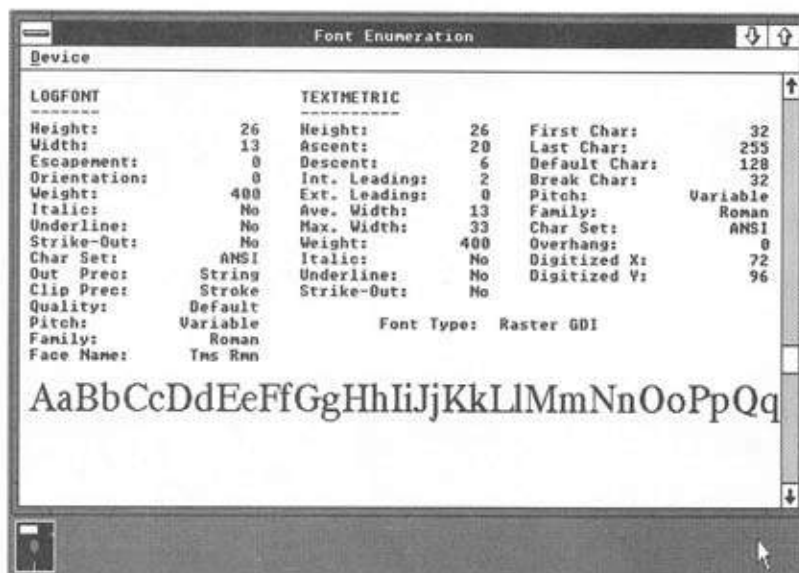 Font Enumeration
Device
LOGFONT TEXTMETRIC
------- ----------
Height: 26 Height: 26 First Char: 32
Width: 13 Ascent: 20 Last Char: 255
Escapement: 0 Descent: 6 Default Char: 128
Orientation: 0 Int. Leading: 2 Break Char: 32
Weight: 400 Ext. Leading: 0 Pitch: Variable
Italic: No Ave. Width: 13 Family: Roman
Underline: No Max. Width: 33 Char Set: ANSI
Strike-Out: No Weight: 400 Overhang: 0
Char Set: ANSI Italic: No Digitized X: 72
Out Prec: String Underline: No Digitized Y: 96
Clip Prec: Stroke Strike-Out: No
Quality: Default
Pitch: Variable Font Type: Raster GDI
Family: Roman
Face Name: Tms Rmn
AaBbCcDdEeFfGgHhIiJjKkLlMmNnOoPpQq